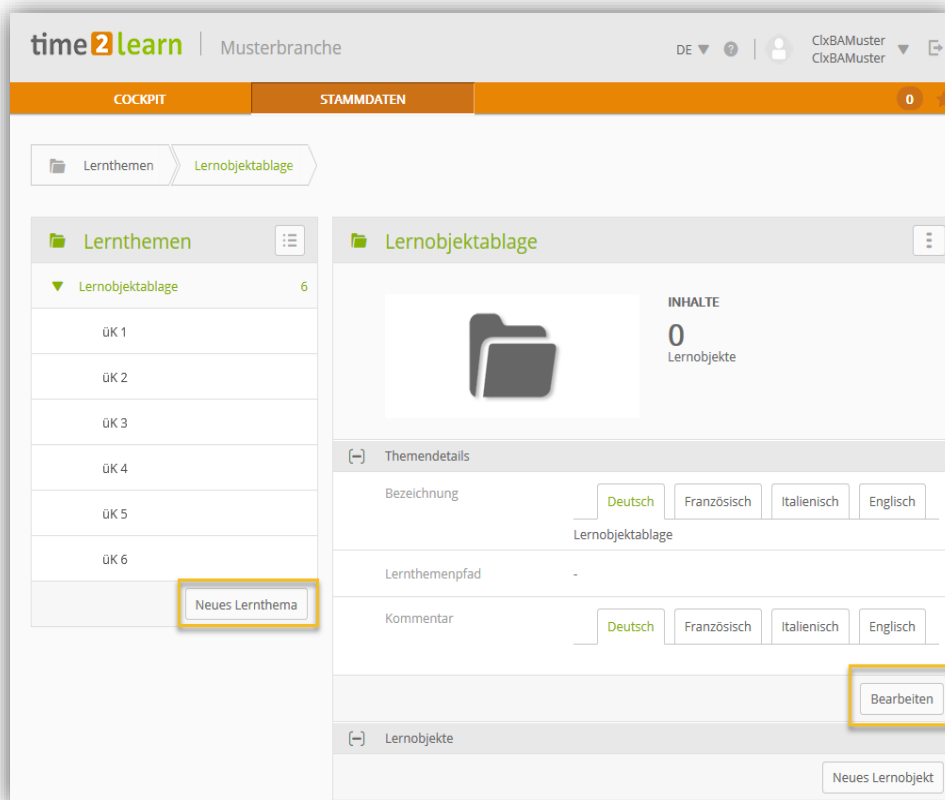 time2learn | Musterbranche
DE
ClxBAMuster
ClxBAMuster
COCKPIT
STAMMDATEN
0
Lernthemen
Lernobjektablage
Lernthemen
Lernobjektablage 6
üK 1
üK 2
üK 3
üK 4
üK 5
üK 6
Neues Lernthema
Lernobjektablage
INHALTE
0
Lernobjekte
Themendetails
Bezeichnung
Deutsch Französisch Italienisch Englisch
Lernobjektablage
Lernthemenpfad -
Kommentar
Deutsch Französisch Italienisch Englisch
Bearbeiten
Lernobjekte
Neues Lernobjekt